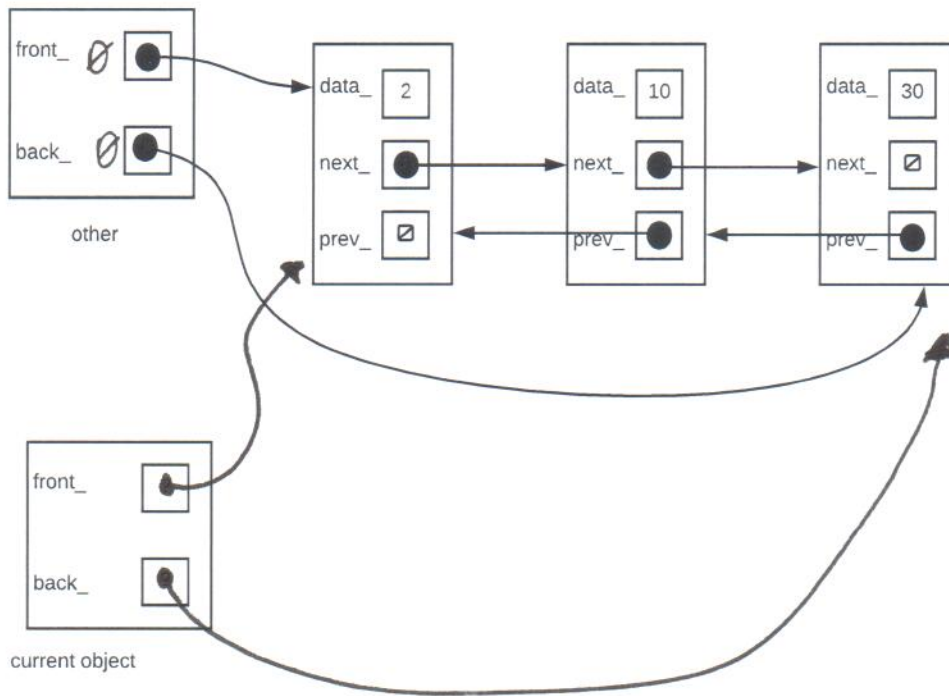 front_ ∅
back_ ∅
other
data_ 2
next_
prev_ ∅
data_ 10
next_
prev_
data_ 30
next_ ∅
prev_
front_
back_
current object